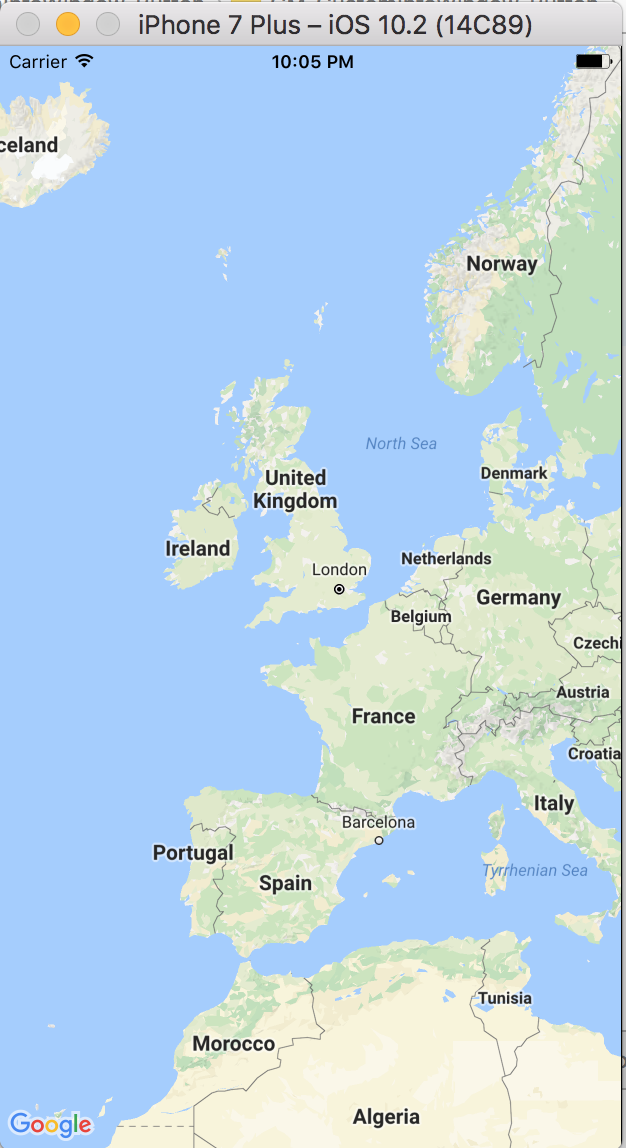 iPhone 7 Plus – iOS 10.2 (14C89)
Carrier 10:05 PM
celand
Norway
North Sea
Denmark
United
Kingdom
Ireland
Netherlands
London
Germany
Belgium
Czechi
Austria
France
Croatia
Italy
Barcelona
Portugal
Tyrrhenian Sea
Spain
Tunisia
Morocco
Algeria
Google